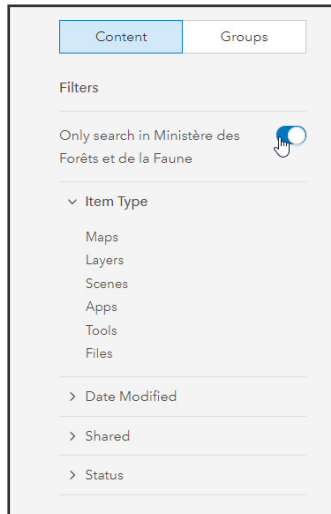 Content
Groups
Filters
Only search in Ministère des
Forêts et de la Faune
Item Type
Maps
Layers
Scenes
Apps
Tools
Files
Date Modified
Shared
Status